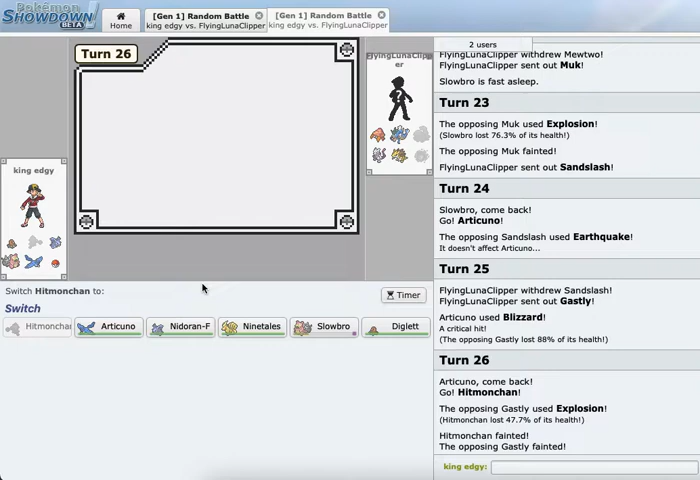 Pokémon
SHOWDOWN
BETA
Home
[Gen 1] Random Battle
king edgy vs. FlyingLunaClipper
[Gen 1] Random Battle
king edgy vs. FlyingLunaClipper
Turn 26
FlyingLunaClipp
er
king edgy
Switch Hitmonchan to:
Timer
Switch
Hitmonchan
Articuno
Nidoran-F
Ninetales
Slowbro
Diglett
2 users
FlyingLunaClipper withdrew Mewtwo!
FlyingLunaClipper sent out Muk!
Slowbro is fast asleep.
Turn 23
The opposing Muk used Explosion!
(Slowbro lost 76.3% of its health!)
The opposing Muk fainted!
FlyingLunaClipper sent out Sandslash!
Turn 24
Slowbro, come back!
Go! Articuno!
The opposing Sandslash used Earthquake!
It doesn't affect Articuno...
Turn 25
FlyingLunaClipper withdrew Sandslash!
FlyingLunaClipper sent out Gastly!
Articuno used Blizzard!
A critical hit!
(The opposing Gastly lost 88% of its health!)
Turn 26
Articuno, come back!
Go! Hitmonchan!
The opposing Gastly used Explosion!
(Hitmonchan lost 47.7% of its health!)
Hitmonchan fainted!
The opposing Gastly fainted!
king edgy: